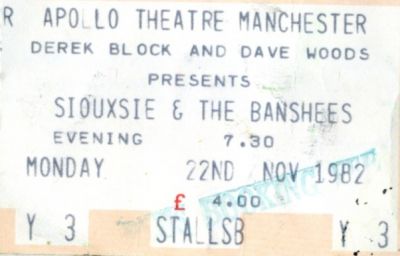 R APOLLO THEATRE MANCHESTER
DEREK BLOCK AND DAVE WOODS
PRESENTS
SIOUXSIE & THE BANSHEES
EVENING 7.30
MONDAY 22ND NOV 1982
£ 4.00
Y 3 STALLSB Y 3